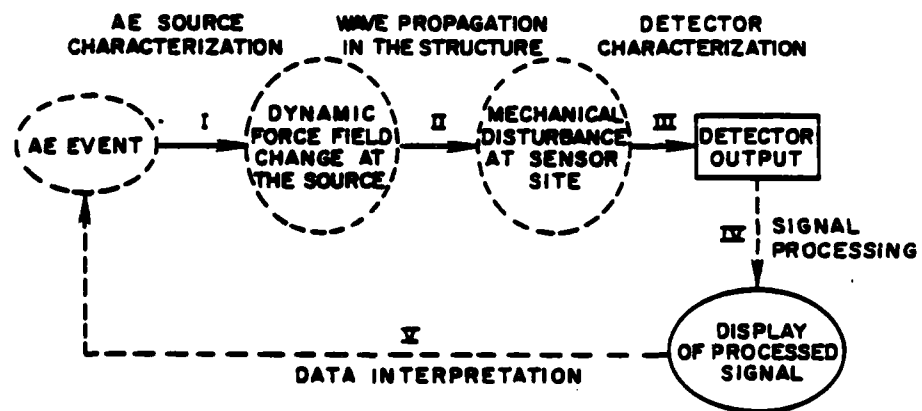 AE SOURCE
CHARACTERIZATION
WAVE PROPAGATION
IN THE STRUCTURE
DETECTOR
CHARACTERIZATION
AE EVENT
I
DYNAMIC
FORCE FIELD
CHANGE AT
THE SOURCE
II
MECHANICAL
DISTURBANCE
AT SENSOR
SITE
III
DETECTOR
OUTPUT
IV
SIGNAL
PROCESSING
DISPLAY
OF PROCESSED
SIGNAL
V
DATA INTERPRETATION